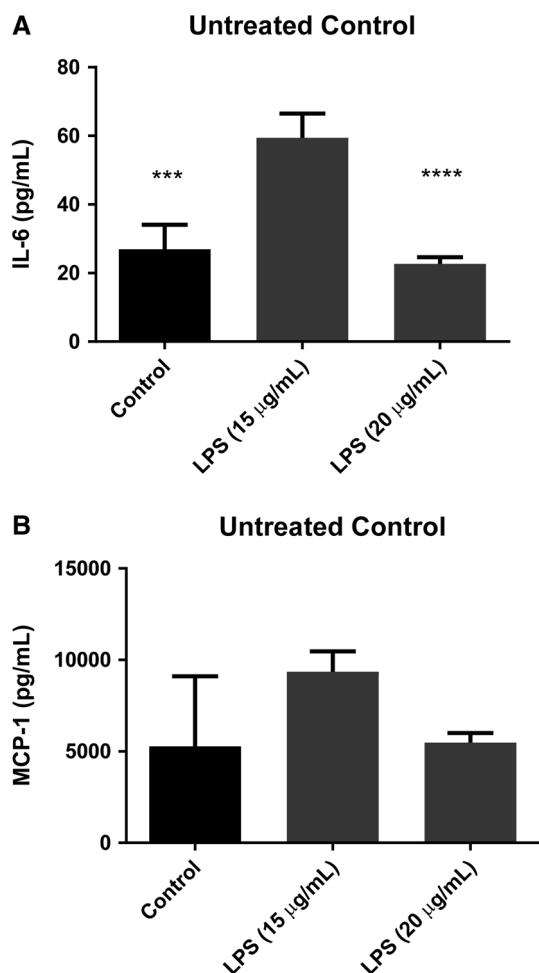 A
Untreated Control
80
60
40
20
0
IL-6 (pg/mL)
***
****
Control
LPS (15 μg/mL)
LPS (20 μg/mL)
B
Untreated Control
15000
10000
5000
0
MCP-1 (pg/mL)
Control
LPS (15 μg/mL)
LPS (20 μg/mL)